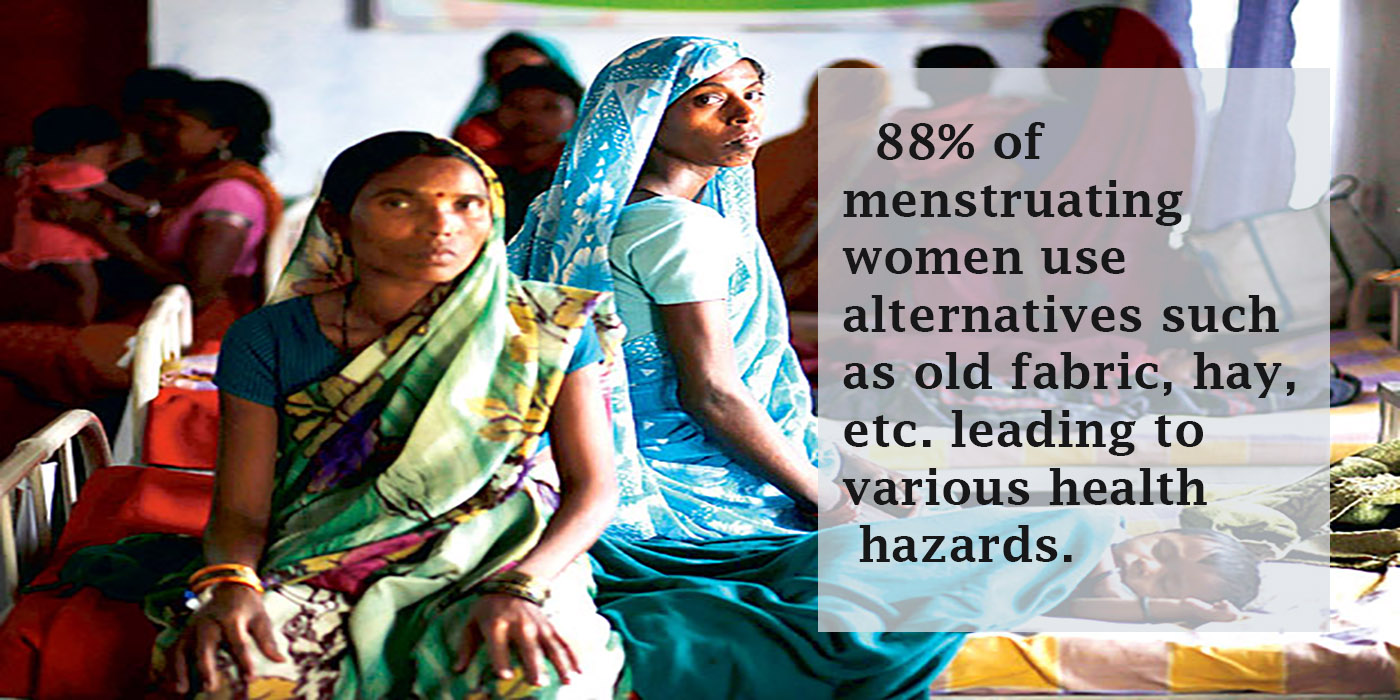 88% of
menstruating
women use
alternatives such
as old fabric, hay,
etc. leading to
various health
hazards.